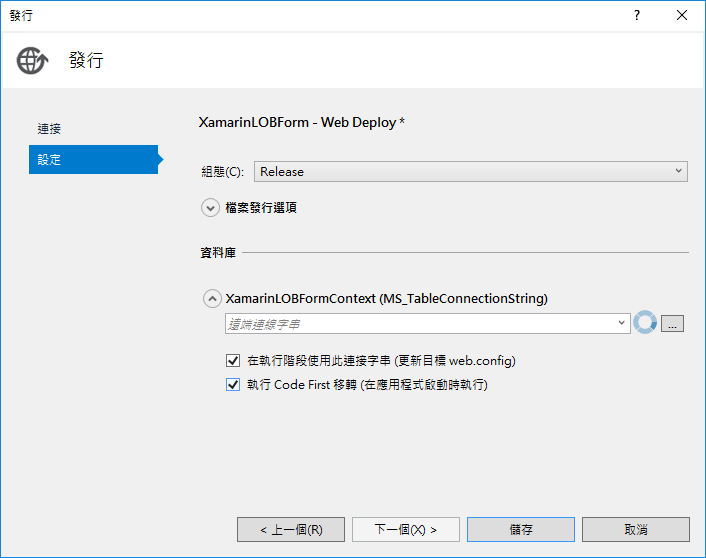 發行
?
發行
連接
設定
XamarinLOBForm - Web Deploy *
組態(C):
Release
檔案發行選項
資料庫
XamarinLOBFormContext (MS_TableConnectionString)
遠端連線字串
...
在執行階段使用此連接字串 (更新目標 web.config)
執行 Code First 移轉 (在應用程式啟動時執行)
< 上一個(R)
下一個(X) >
儲存
取消